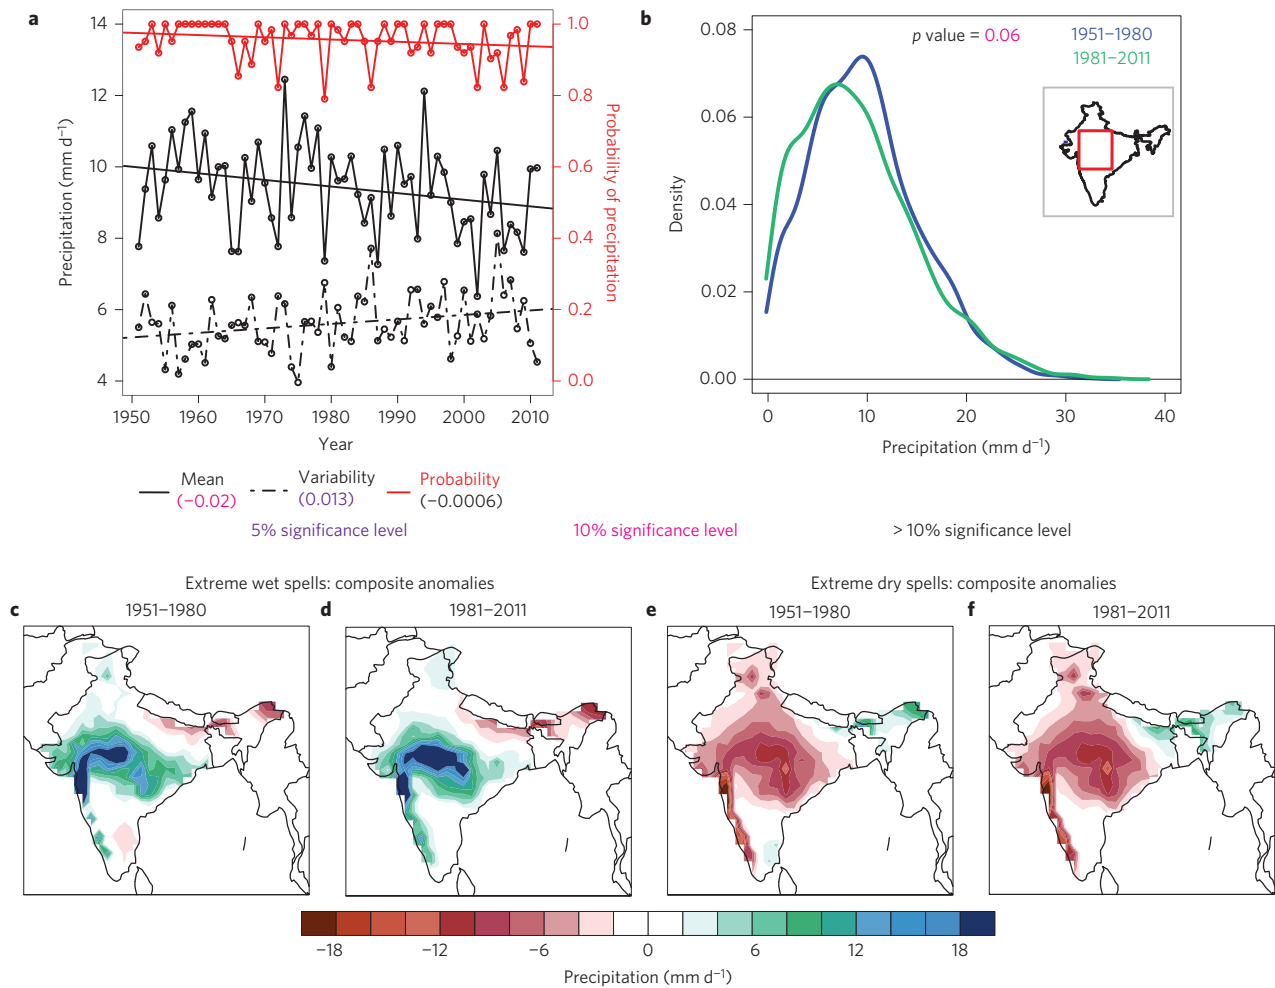 a
14
12
10
8
6
4
Precipitation (mm d⁻¹)
1.0
0.8
0.6
0.4
0.2
0.0
Probability of precipitation
1950 1960 1970 1980 1990 2000 2010
Year
Mean
(−0.02)
Variability
(0.013)
Probability
(−0.0006)
b
0.08
0.06
0.04
0.02
0.00
Density
p value = 0.06
1951–1980
1981–2011
0 10 20 30 40
Precipitation (mm d⁻¹)
5% significance level
10% significance level
> 10% significance level
Extreme wet spells: composite anomalies
c 1951–1980
d 1981–2011
Extreme dry spells: composite anomalies
e 1951–1980
f 1981–2011
−18 −12 −6 0 6 12 18
Precipitation (mm d⁻¹)